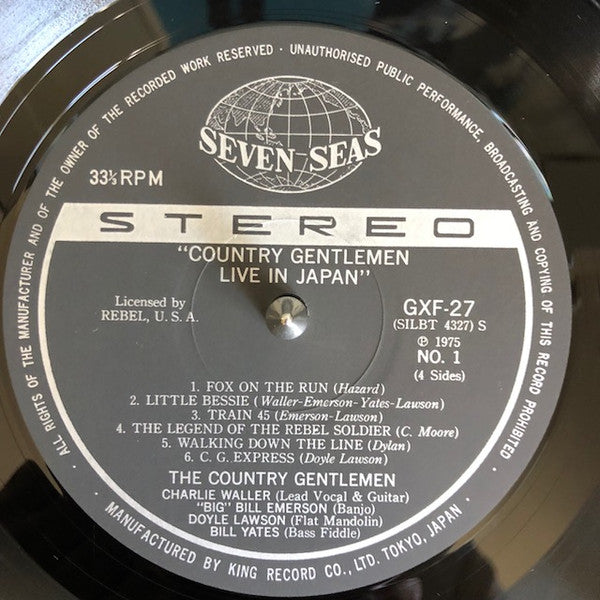 ALL RIGHTS OF THE MANUFACTURER AND OF THE OWNER OF THE RECORDED WORK RESERVED · UNAUTHORISED PUBLIC PERFORMANCE, BROADCASTING AND COPYING OF THIS RECORD PROHIBITED
SEVEN SEAS
33⅓RPM
STEREO
"COUNTRY GENTLEMEN
LIVE IN JAPAN"
Licensed by
REBEL, U.S.A.
GXF-27
(SILBT 4327) S
℗ 1975
NO. 1
(4 Sides)
1. FOX ON THE RUN (Hazard)
2. LITTLE BESSIE (Waller-Emerson-Yates-Lawson)
3. TRAIN 45 (Emerson-Lawson)
4. THE LEGEND OF THE REBEL SOLDIER (C. Moore)
5. WALKING DOWN THE LINE (Dylan)
6. C. G. EXPRESS (Doyle Lawson)
THE COUNTRY GENTLEMEN
CHARLIE WALLER (Lead Vocal & Guitar)
"BIG" BILL EMERSON (Banjo)
DOYLE LAWSON (Flat Mandolin)
BILL YATES (Bass Fiddle)
· MANUFACTURED BY KING RECORD CO., LTD. TOKYO, JAPAN ·